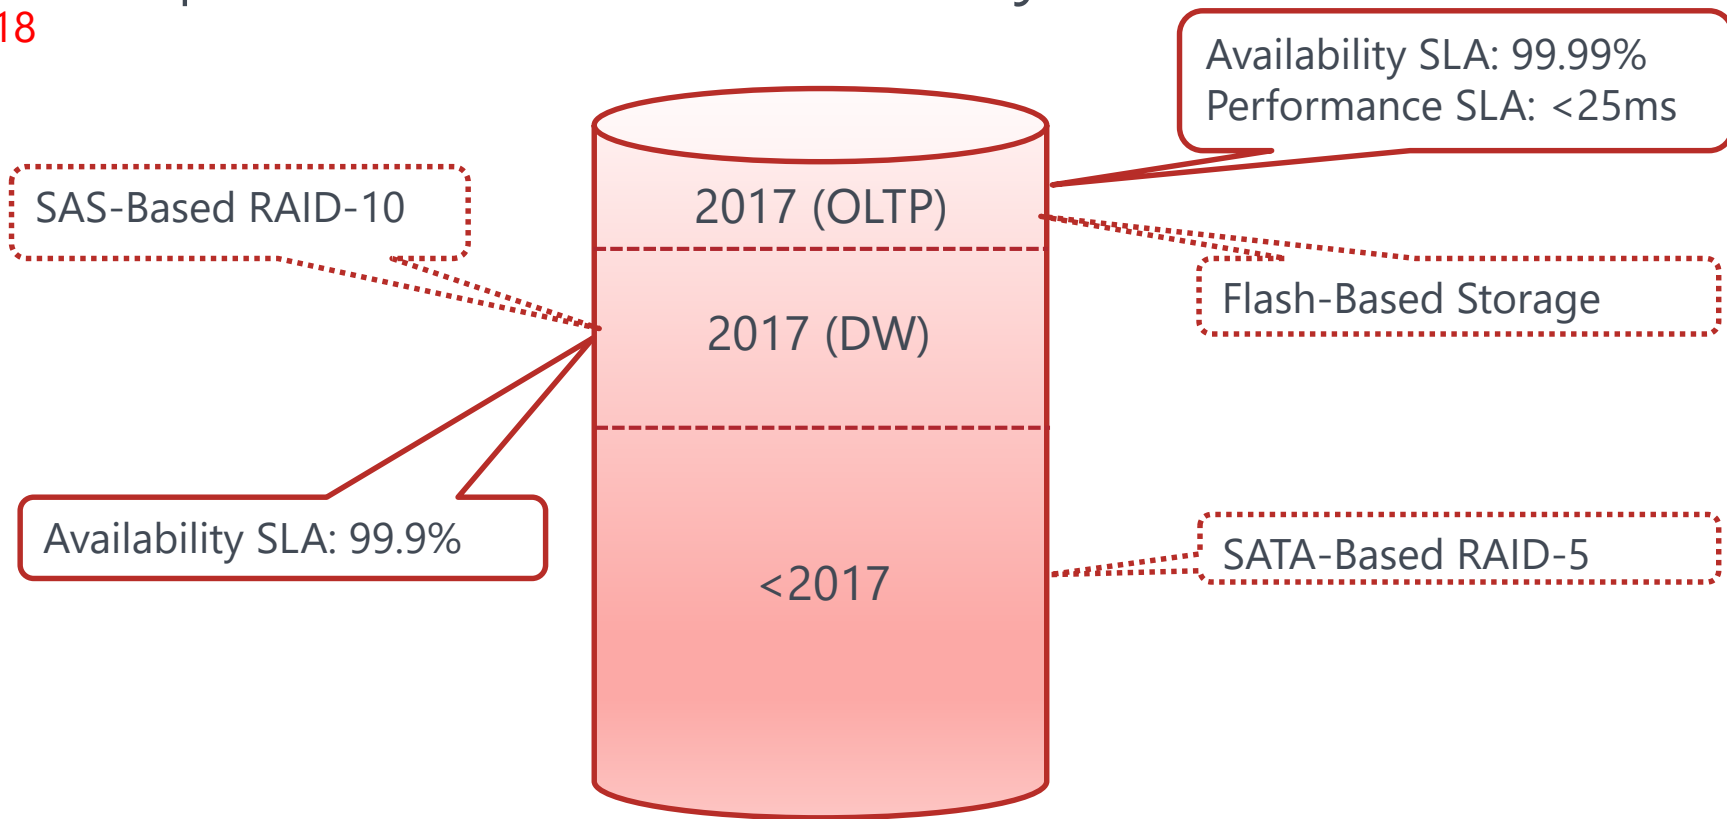 18
Availability SLA: 99.99%
Performance SLA: <25ms
SAS-Based RAID-10
2017 (OLTP)
Flash-Based Storage
2017 (DW)
Availability SLA: 99.9%
SATA-Based RAID-5
<2017